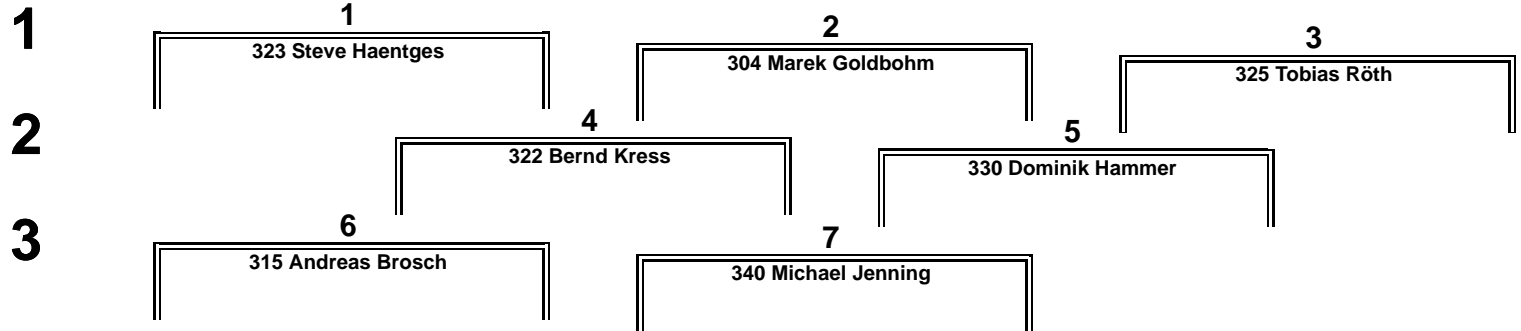 1
1
323 Steve Haentges
2
304 Marek Goldbohm
3
325 Tobias Röth
2
4
322 Bernd Kress
5
330 Dominik Hammer
3
6
315 Andreas Brosch
7
340 Michael Jenning